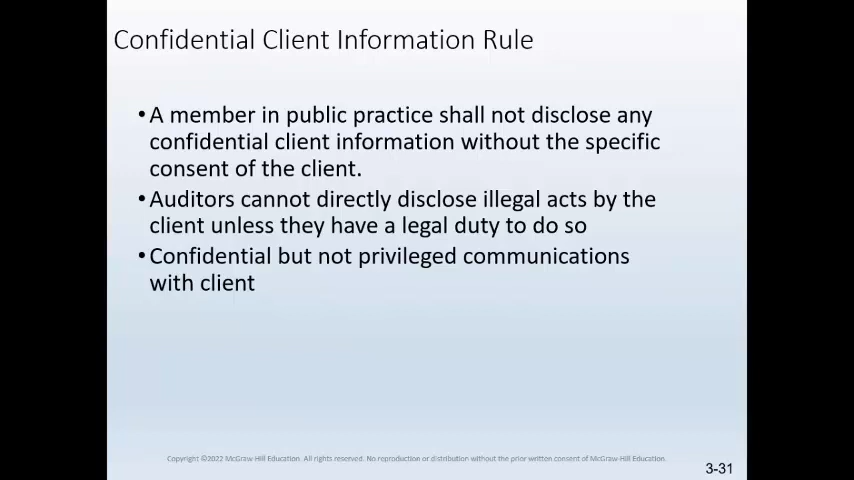 Confidential Client Information Rule
•A member in public practice shall not disclose any
confidential client information without the specific
consent of the client.
•Auditors cannot directly disclose illegal acts by the
client unless they have a legal duty to do so
•Confidential but not privileged communications
with client
Copyright ©2022 McGraw Hill Education. All rights reserved. No reproduction or distribution without the prior written consent of McGraw-Hill Education.
3-31